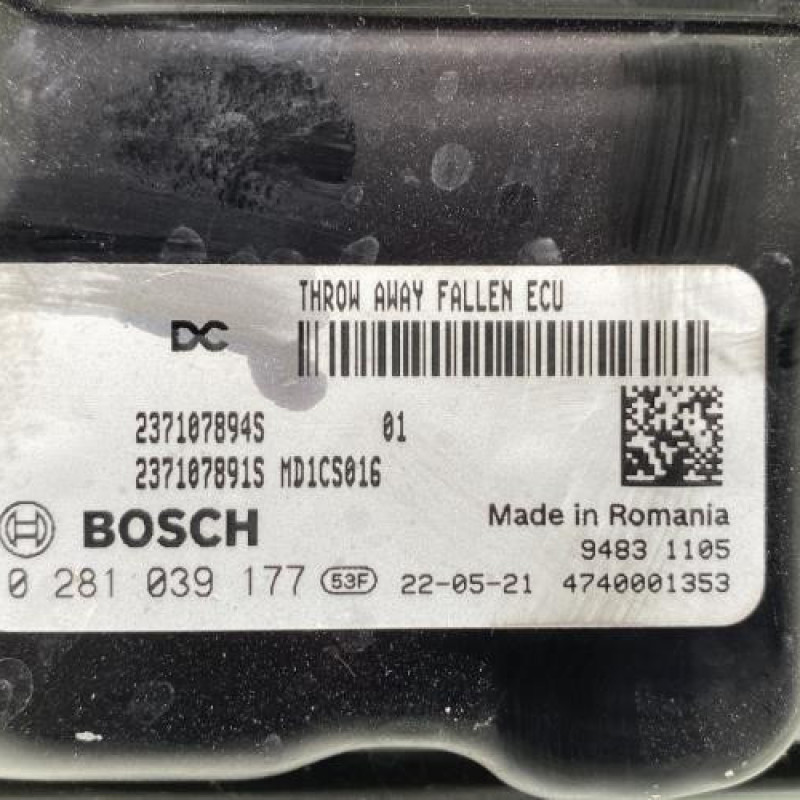 THROW AWAY FALLEN ECU
DC
237107894S 01
237107891S MD1CS016
BOSCH
Made in Romania
9483 1105
0 281 039 177 53F 22-05-21 4740001353